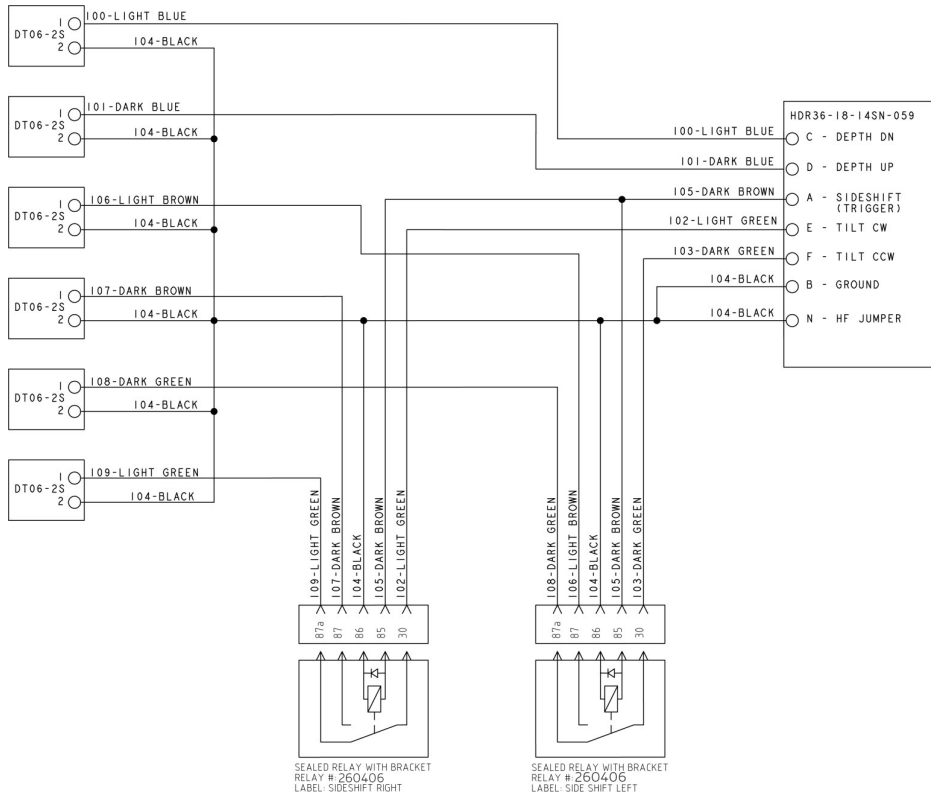 DT06-2S
1
2
100-LIGHT BLUE
104-BLACK
DT06-2S
1
2
101-DARK BLUE
104-BLACK
DT06-2S
1
2
106-LIGHT BROWN
104-BLACK
DT06-2S
1
2
107-DARK BROWN
104-BLACK
DT06-2S
1
2
108-DARK GREEN
104-BLACK
DT06-2S
1
2
109-LIGHT GREEN
104-BLACK
HDR36-18-14SN-059
100-LIGHT BLUE
C - DEPTH DN
101-DARK BLUE
D - DEPTH UP
105-DARK BROWN
A - SIDESHIFT
(TRIGGER)
102-LIGHT GREEN
E - TILT CW
103-DARK GREEN
F - TILT CCW
104-BLACK
B - GROUND
104-BLACK
N - HF JUMPER
109-LIGHT GREEN
107-DARK BROWN
104-BLACK
105-DARK BROWN
102-LIGHT GREEN
87a
87
86
85
30
SEALED RELAY WITH BRACKET
RELAY #: 260406
LABEL: SIDESHIFT RIGHT
108-DARK GREEN
106-LIGHT BROWN
104-BLACK
105-DARK BROWN
103-DARK GREEN
87a
87
86
85
30
SEALED RELAY WITH BRACKET
RELAY #: 260406
LABEL: SIDE SHIFT LEFT